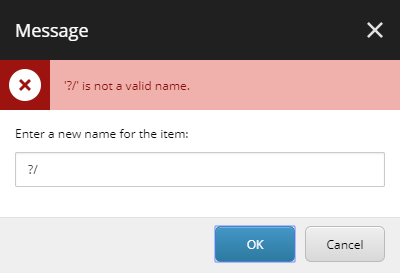 Message
'?/' is not a valid name.
Enter a new name for the item:
?/
OK
Cancel